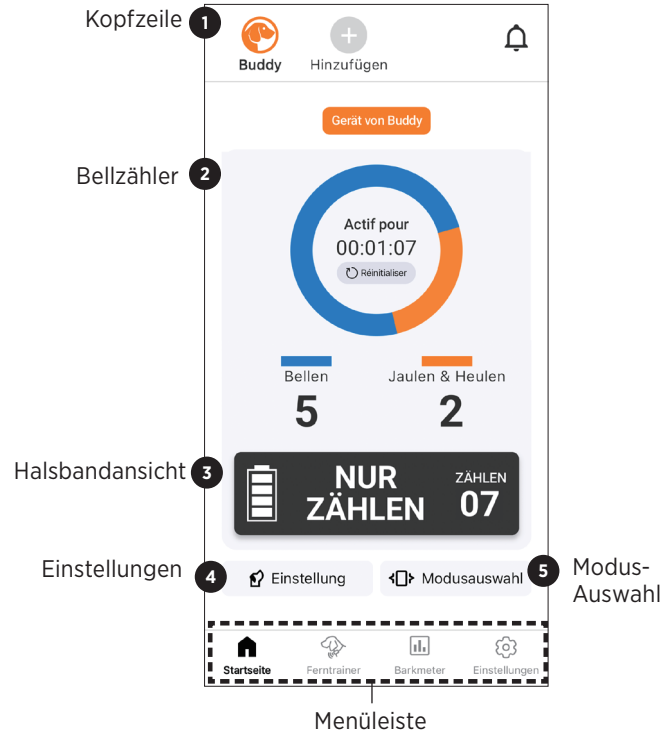 Kopfzeile
1
Buddy
Hinzufügen
Gerät von Buddy
Bellzähler
2
Actif pour
00:01:07
Réinitialiser
Bellen
5
Jaulen & Heulen
2
Halsbandansicht
3
NUR
ZÄHLEN
ZÄHLEN
07
Einstellungen
4
Einstellung
Modusauswahl
5
Modus-
Auswahl
Startseite
Ferntrainer
Barkmeter
Einstellungen
Menüleiste